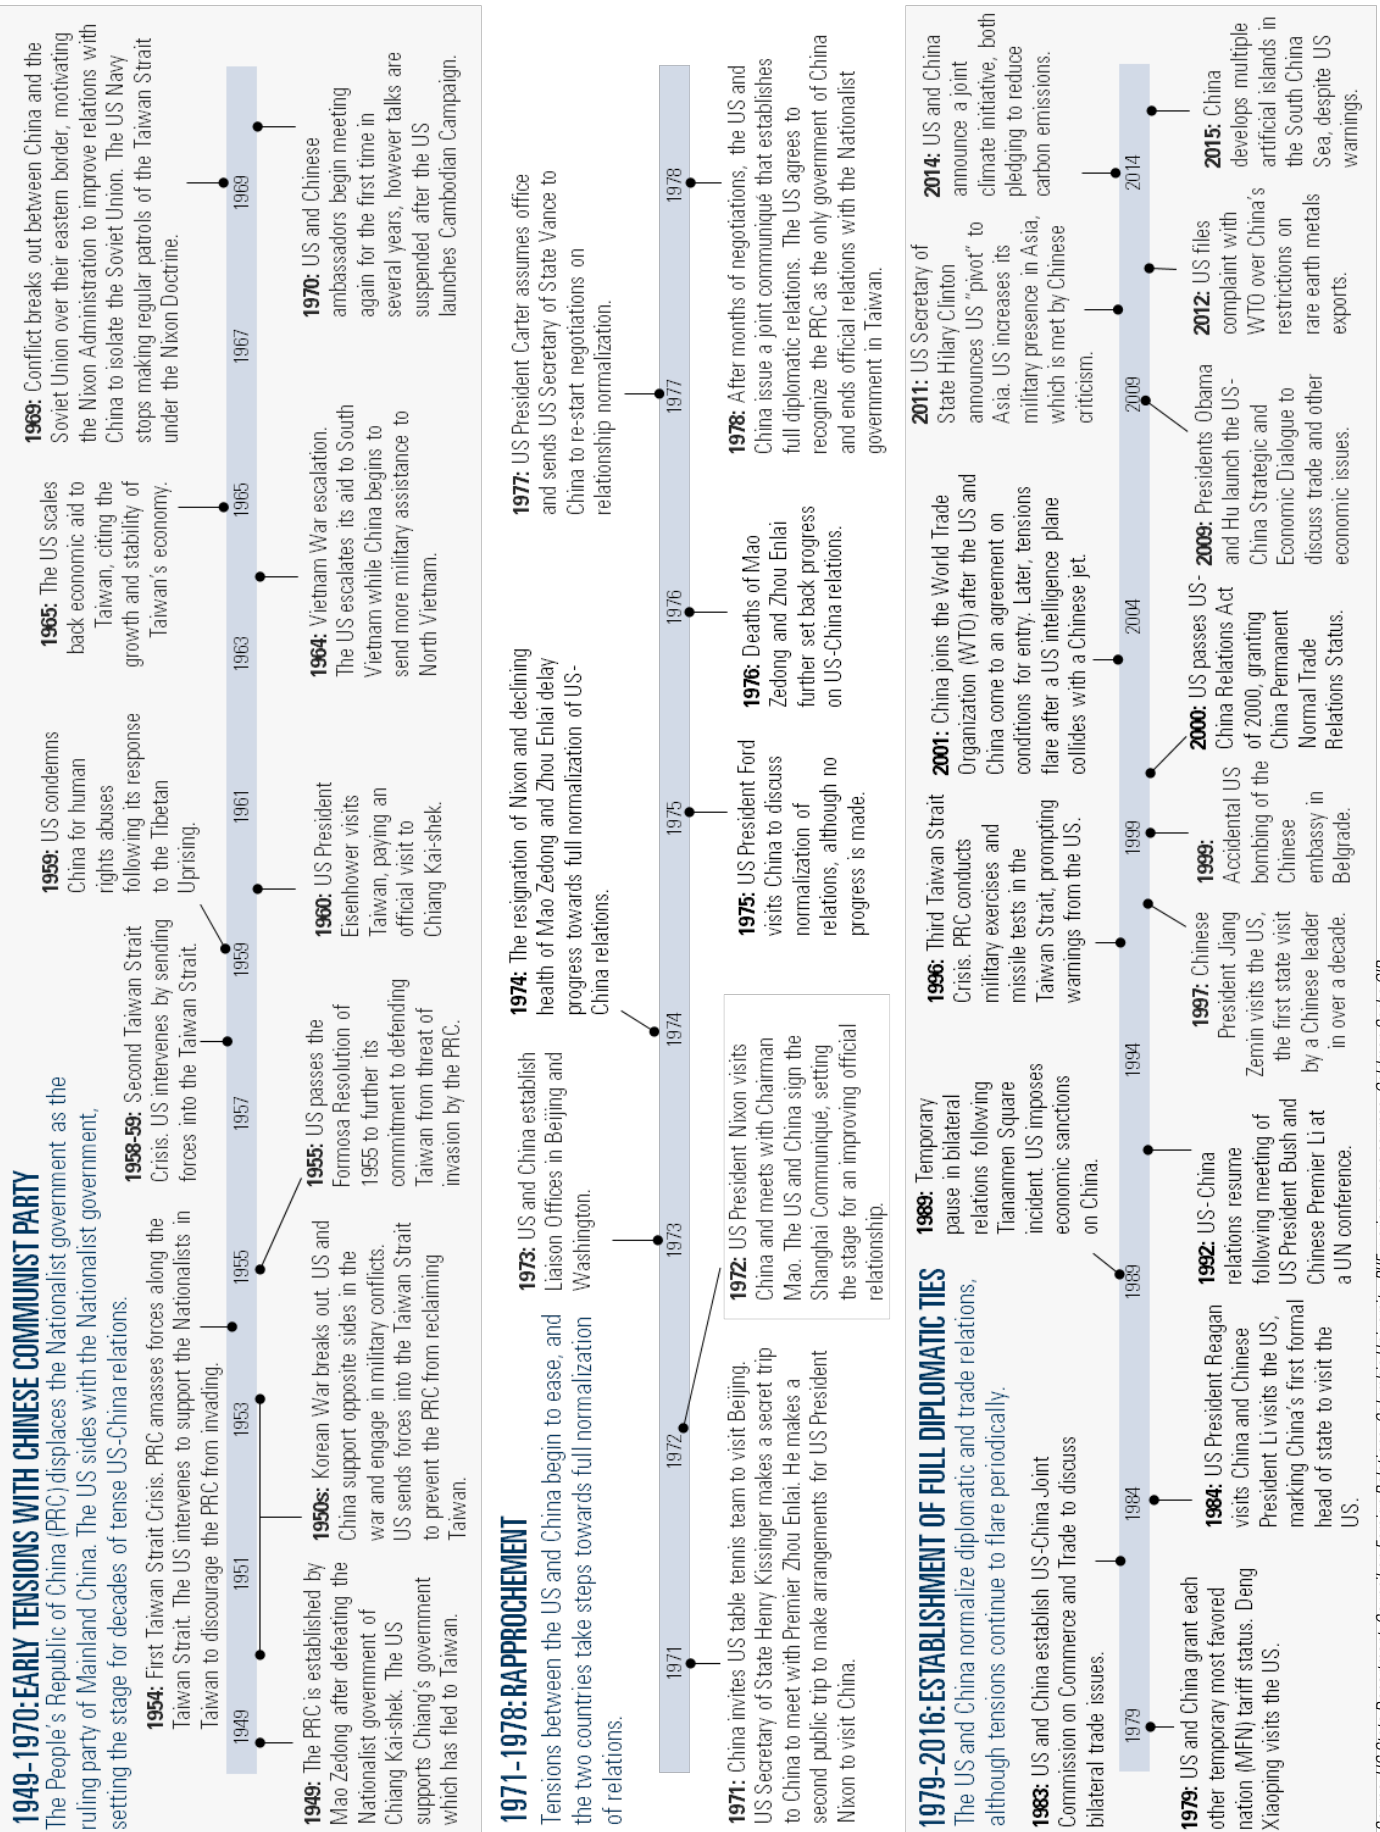 1949-1970: EARLY TENSIONS WITH CHINESE COMMUNIST PARTY
The People's Republic of China (PRC) displaces the Nationalist government as the
ruling party of Mainland China. The US sides with the Nationalist government,
setting the stage for decades of tense US-China relations.
1954: First Taiwan Strait Crisis. PRC amasses forces along the
Taiwan Strait. The US intervenes to support the Nationalists in
Taiwan to discourage the PRC from invading.
1958-59: Second Taiwan Strait
Crisis. US intervenes by sending
forces into the Taiwan Strait.
1959: US condemns
China for human
rights abuses
following its response
to the Tibetan
Uprising.
1965: The US scales
back economic aid to
Taiwan, citing the
growth and stability of
Taiwan's economy.
1969: Conflict breaks out between China and the
Soviet Union over their eastern border, motivating
the Nixon Administration to improve relations with
China to isolate the Soviet Union. The US Navy
stops making regular patrols of the Taiwan Strait
under the Nixon Doctrine.
1949 1951 1953 1955 1957 1959 1961 1963 1965 1967 1969
1949: The PRC is established by
Mao Zedong after defeating the
Nationalist government of
Chiang Kai-shek. The US
supports Chiang's government
which has fled to Taiwan.
1950s: Korean War breaks out. US and
China support opposite sides in the
war and engage in military conflicts.
US sends forces into the Taiwan Strait
to prevent the PRC from reclaiming
Taiwan.
1955: US passes the
Formosa Resolution of
1955 to further its
commitment to defending
Taiwan from threat of
invasion by the PRC.
1960: US President
Eisenhower visits
Taiwan, paying an
official visit to
Chiang Kai-shek.
1964: Vietnam War escalation.
The US escalates its aid to South
Vietnam while China begins to
send more military assistance to
North Vietnam.
1970: US and Chinese
ambassadors begin meeting
again for the first time in
several years, however talks are
suspended after the US
launches Cambodian Campaign.
1971-1978: RAPPROCHEMENT
Tensions between the US and China begin to ease, and
the two countries take steps towards full normalization
of relations.
1973: US and China establish
Liaison Offices in Beijing and
Washington.
1974: The resignation of Nixon and declining
health of Mao Zedong and Zhou Enlai delay
progress towards full normalization of US-
China relations.
1977: US President Carter assumes office
and sends US Secretary of State Vance to
China to re-start negotiations on
relationship normalization.
1971 1972 1973 1974 1975 1976 1977 1978
1971: China invites US table tennis team to visit Beijing.
US Secretary of State Henry Kissinger makes a secret trip
to China to meet with Premier Zhou Enlai. He makes a
second public trip to make arrangements for US President
Nixon to visit China.
1972: US President Nixon visits
China and meets with Chairman
Mao. The US and China sign the
Shanghai Communiqué, setting
the stage for an improving official
relationship.
1975: US President Ford
visits China to discuss
normalization of
relations, although no
progress is made.
1976: Deaths of Mao
Zedong and Zhou Enlai
further set back progress
on US-China relations.
1978: After months of negotiations, the US and
China issue a joint communiqué that establishes
full diplomatic relations. The US agrees to
recognize the PRC as the only government of China
and ends official relations with the Nationalist
government in Taiwan.
1979-2016: ESTABLISHMENT OF FULL DIPLOMATIC TIES
The US and China normalize diplomatic and trade relations,
although tensions continue to flare periodically.
1983: US and China establish US-China Joint
Commission on Commerce and Trade to discuss
bilateral trade issues.
1989: Temporary
pause in bilateral
relations following
Tiananmen Square
incident. US imposes
economic sanctions
on China.
1996: Third Taiwan Strait
Crisis. PRC conducts
military exercises and
missile tests in the
Taiwan Strait, prompting
warnings from the US.
2001: China joins the World Trade
Organization (WTO) after the US and
China come to an agreement on
conditions for entry. Later, tensions
flare after a US intelligence plane
collides with a Chinese jet.
2011: US Secretary of
State Hilary Clinton
announces US "pivot" to
Asia. US increases its
military presence in Asia,
which is met by Chinese
criticism.
2014: US and China
announce a joint
climate initiative, both
pledging to reduce
carbon emissions.
1979 1984 1989 1994 1999 2004 2009 2014
1979: US and China grant each
other temporary most favored
nation (MFN) tariff status. Deng
Xiaopping visits the US.
1984: US President Reagan
visits China and Chinese
President Li visits the US,
marking China's first formal
head of state to visit the
US.
1992: US-China
relations resume
following meeting of
US President Bush and
Chinese Premier Li at
a UN conference.
1997: Chinese
President Jiang
Zemin visits the US,
the first state visit
by a Chinese leader
in over a decade.
1999:
Accidental US
bombing of the
Chinese
embassy in
Belgrade.
2000: US passes US-
China Relations Act
of 2000, granting
China Permanent
Normal Trade
Relations Status.
2009: Presidents Obama
and Hu launch the US-
China Strategic and
Economic Dialogue to
discuss trade and other
economic issues.
2012: US files
complaint with
WTO over China's
restrictions on
rare earth metals
exports.
2015: China
develops multiple
artificial islands in
the South China
Sea, despite US
warnings.